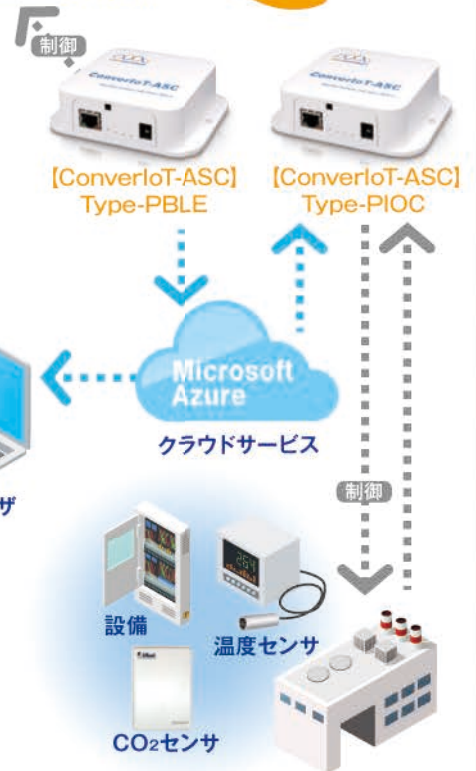 制御
ConverIoT-ASC
ConverIoT-ASC
【ConverIoT-ASC】
Type-PBLE
【ConverIoT-ASC】
Type-PIOC
Microsoft
Azure
クラウドサービス
ザ
制御
264
設備
温度センサ
CO₂センサ